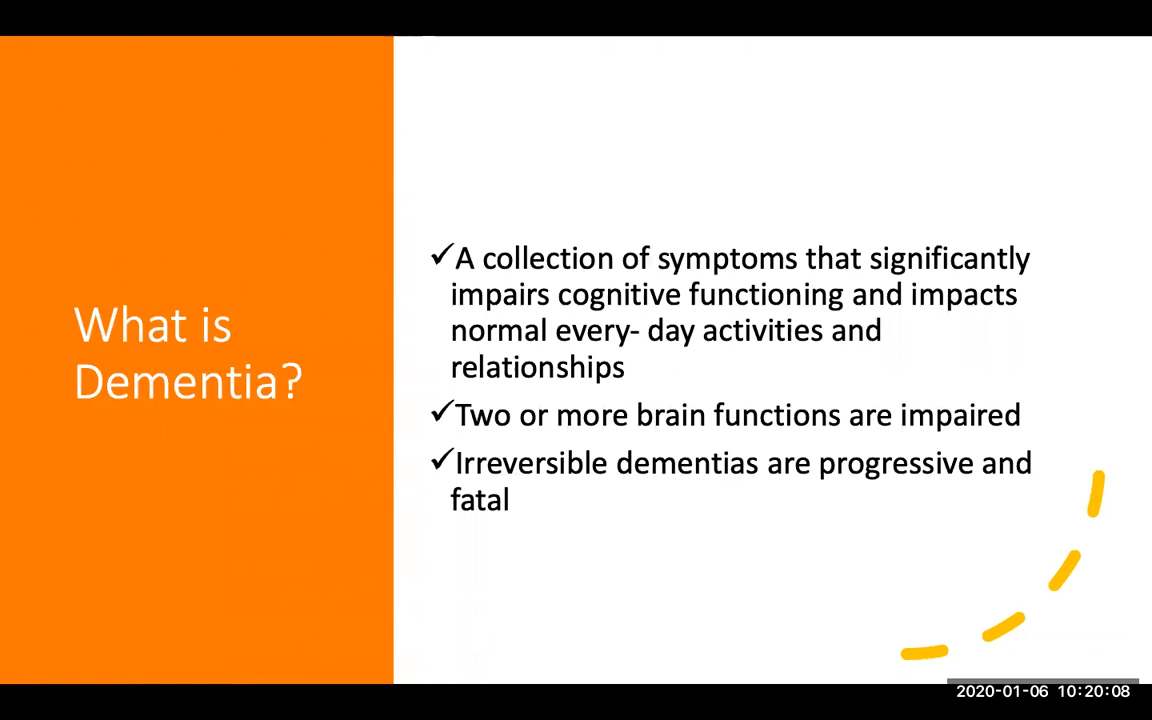 What is
Dementia?
✓A collection of symptoms that significantly
impairs cognitive functioning and impacts
normal every- day activities and
relationships
✓Two or more brain functions are impaired
✓Irreversible dementias are progressive and
fatal
2020-01-06 10:20:08